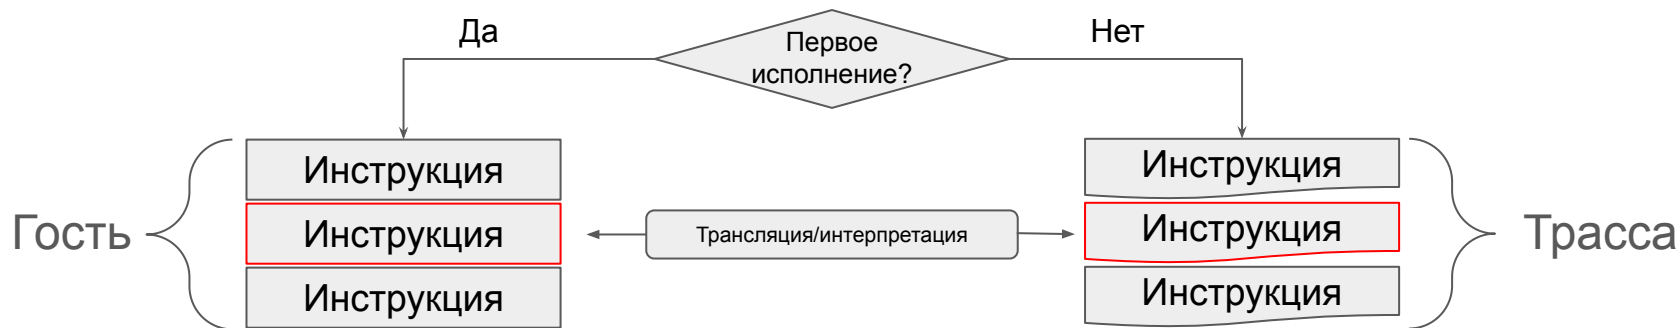 Да
Первое
исполнение?
Нет
Гость
Инструкция
Инструкция
Инструкция
Трансляция/интерпретация
Инструкция
Инструкция
Инструкция
Трасса